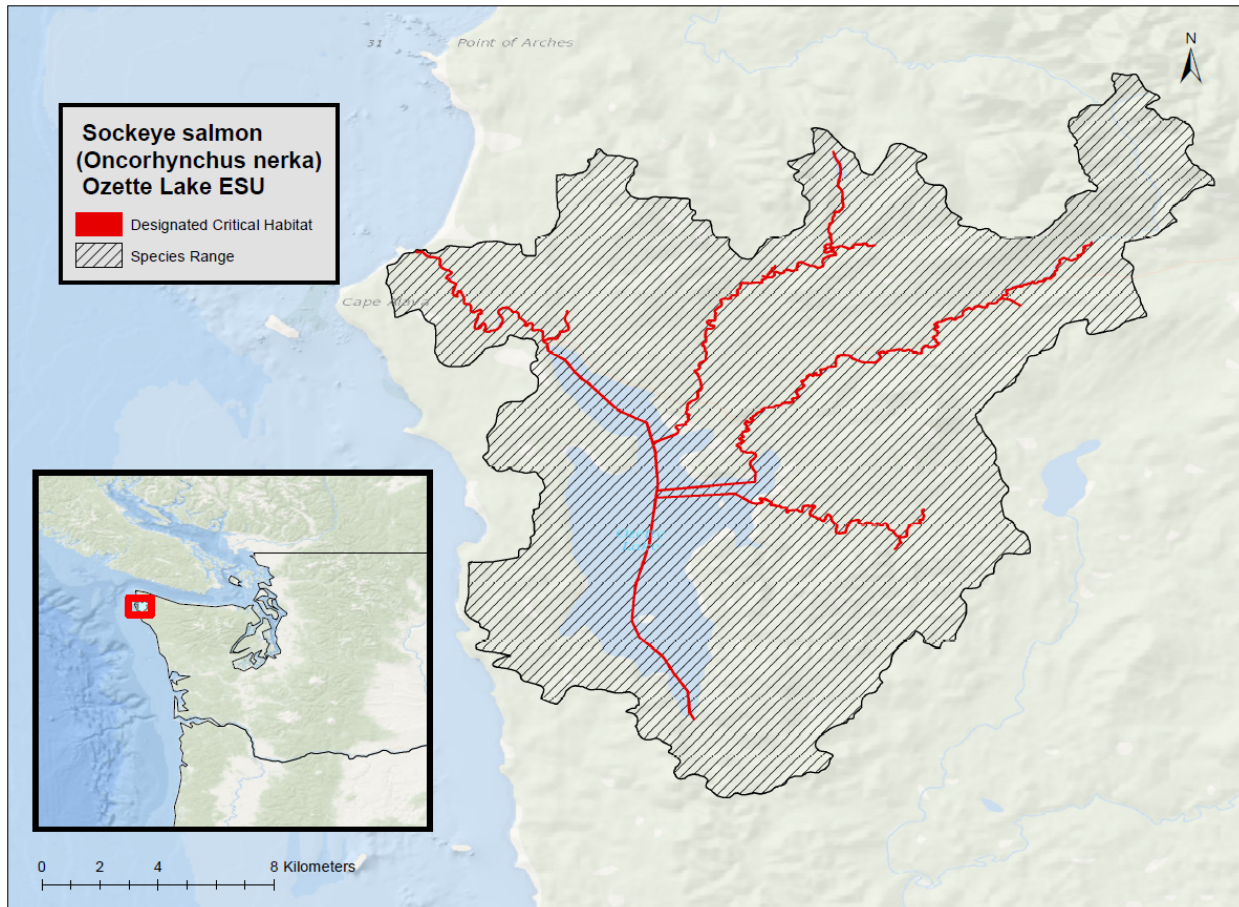 31
Point of Arches
N
Sockeye salmon
(Oncorhynchus nerka)
Ozette Lake ESU
Designated Critical Habitat
Species Range
Cape Alava
0 2 4 8 Kilometers